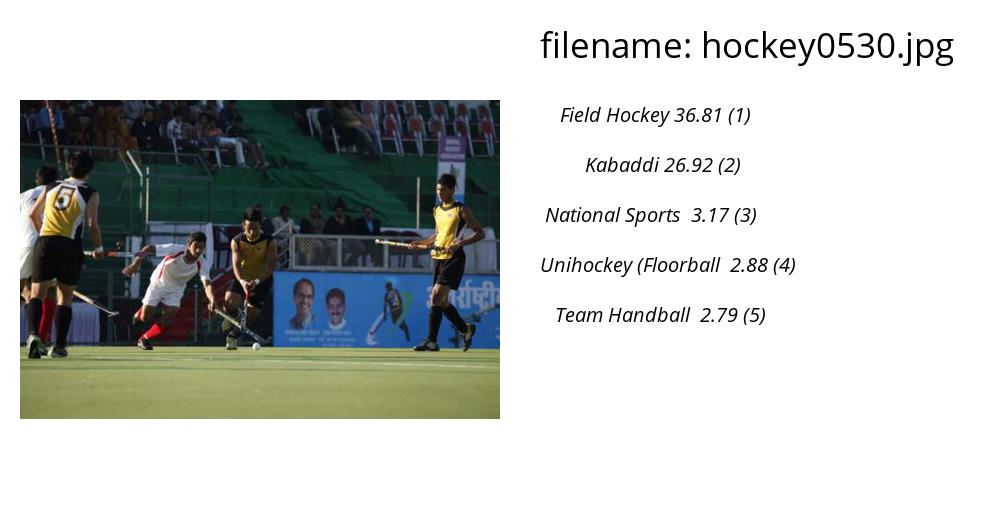 filename: hockey0530.jpg
Field Hockey 36.81 (1)
Kabaddi 26.92 (2)
National Sports 3.17 (3)
Unihockey (Floorball 2.88 (4)
Team Handball 2.79 (5)
5